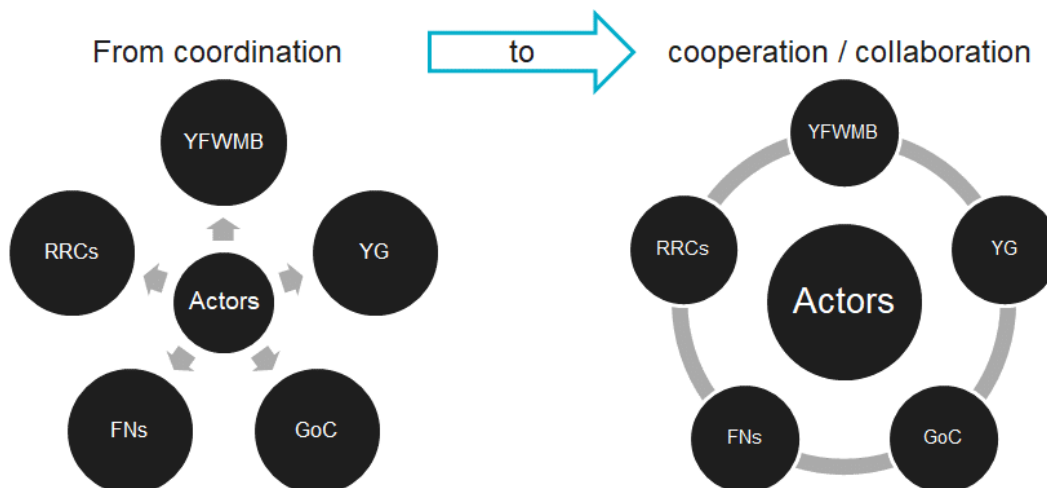 From coordination
to
cooperation / collaboration
YFWMB
RRCs
YG
Actors
FNs
GoC
YFWMB
RRCs
YG
Actors
FNs
GoC